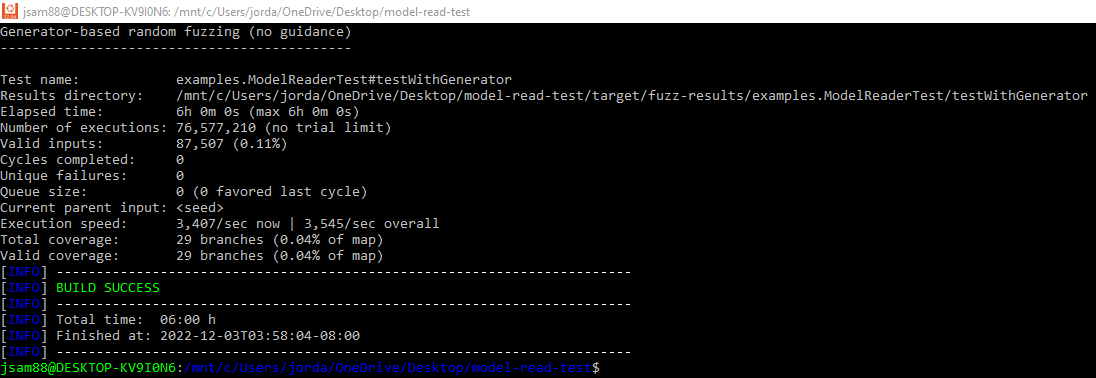 jsam88@DESKTOP-KV9I0N6: /mnt/c/Users/jorda/OneDrive/Desktop/model-read-test
Generator-based random fuzzing (no guidance)
--------------------------------------------
Test name:            examples.ModelReaderTest#testWithGenerator
Results directory:    /mnt/c/Users/jorda/OneDrive/Desktop/model-read-test/target/fuzz-results/examples.ModelReaderTest/testWithGenerator
Elapsed time:         6h 0m 0s (max 6h 0m 0s)
Number of executions: 76,577,210 (no trial limit)
Valid inputs:         87,507 (0.11%)
Cycles completed:     0
Unique failures:      0
Queue size:           0 (0 favored last cycle)
Current parent input: <seed>
Execution speed:      3,407/sec now | 3,545/sec overall
Total coverage:       29 branches (0.04% of map)
Valid coverage:       29 branches (0.04% of map)
[INFO] ------------------------------------------------------------------------
[INFO] BUILD SUCCESS
[INFO] ------------------------------------------------------------------------
[INFO] Total time:  06:00 h
[INFO] Finished at: 2022-12-03T03:58:04-08:00
[INFO] ------------------------------------------------------------------------
jsam88@DESKTOP-KV9I0N6:/mnt/c/Users/jorda/OneDrive/Desktop/model-read-test$